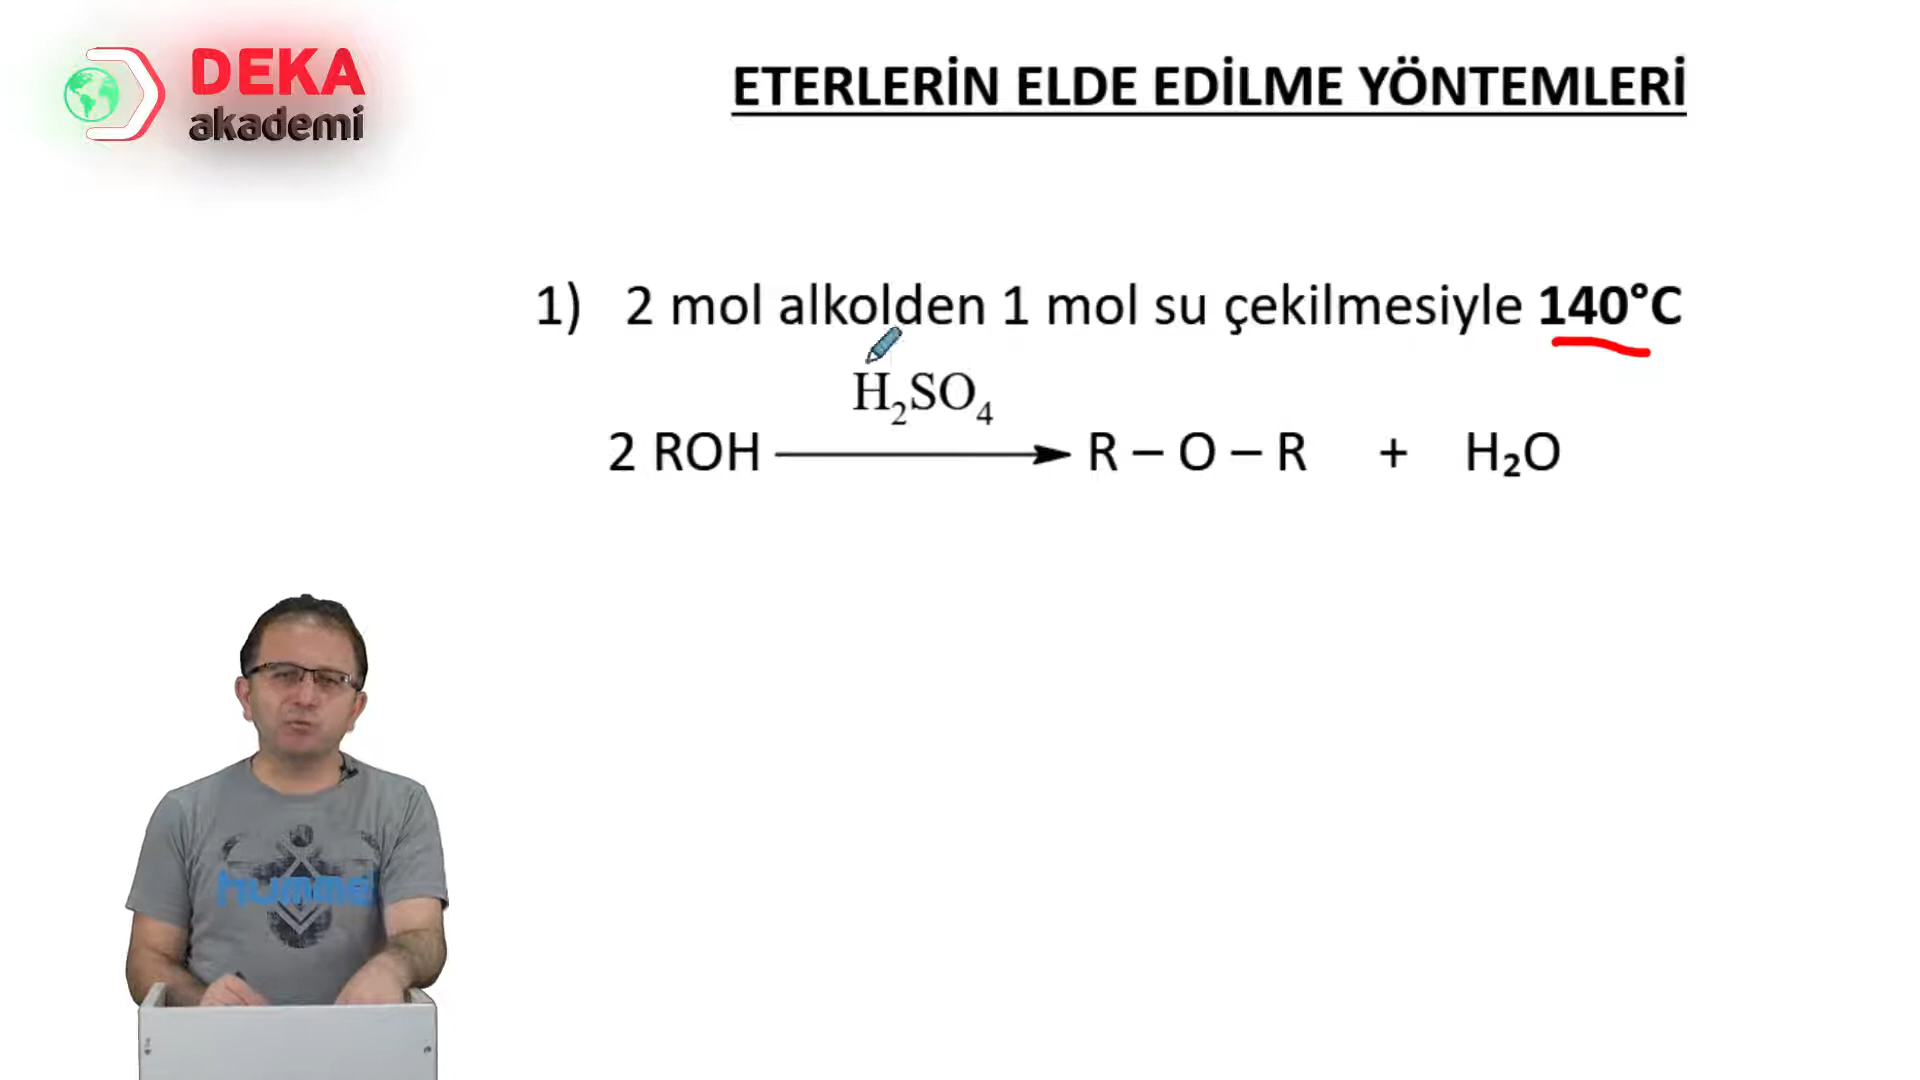 DEKA
akademi
ETERLERİN ELDE EDİLME YÖNTEMLERİ
1) 2 mol alkolden 1 mol su çekilmesiyle 140°C
H₂SO₄
2 ROH → R – O – R + H₂O
hummel